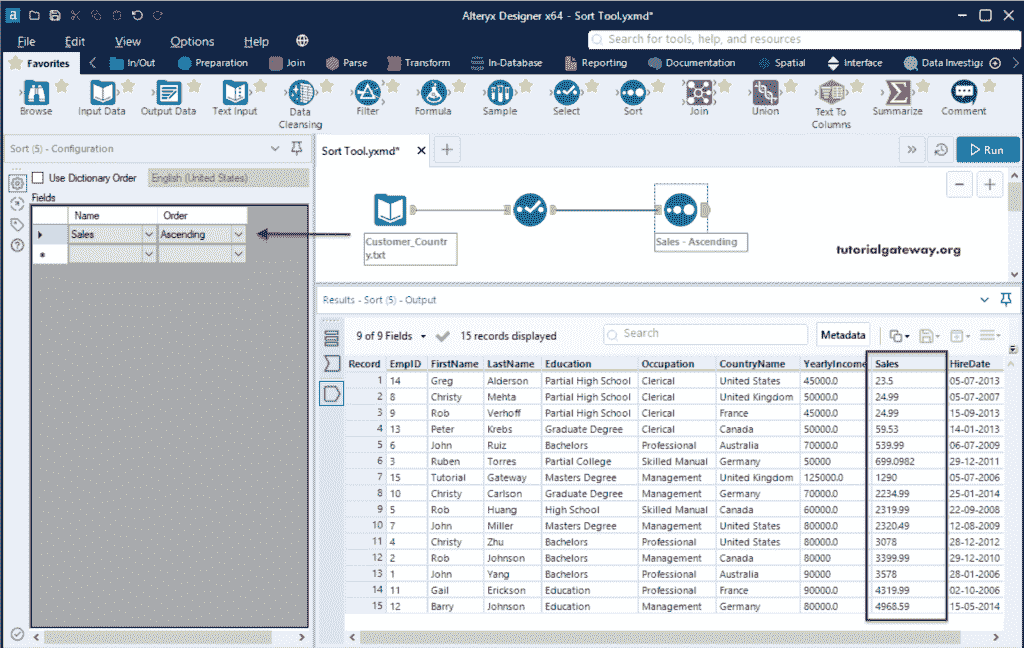 Alteryx Designer x64 - Sort Tool.yxmd*
File Edit View Options Help
Search for tools, help, and resources
Favorites In/Out Preparation Join Parse Transform In-Database Reporting Documentation Spatial Interface Data Investiga
Browse Input Data Output Data Text Input Data Cleansing Filter Formula Sample Select Sort Join Union Text To Columns Summarize Comment
Sort (5) - Configuration
Sort Tool.yxmd*
Run
Use Dictionary Order English (United States)
Fields
Name Order
Sales Ascending
Customer_Countr
y.txt
Sales - Ascending
tutorialgateway.org
Results - Sort (5) - Output
9 of 9 Fields 15 records displayed Search Metadata
Record EmpID FirstName LastName Education Occupation CountryName YearlyIncome Sales HireDate
1 14 Greg Alderson Partial High School Clerical United States 45000.0 23.5 05-07-2013
2 8 Christy Mehta Partial High School Clerical United Kingdom 50000.0 24.99 05-07-2007
3 9 Rob Verhoff Partial High School Clerical France 45000.0 24.99 15-09-2013
4 13 Peter Krebs Graduate Degree Clerical Canada 50000.0 59.53 14-01-2013
5 6 John Ruiz Bachelors Professional Australia 70000.0 539.99 06-07-2009
6 3 Ruben Torres Partial College Skilled Manual Germany 50000 699.0982 29-12-2011
7 15 Tutorial Gateway Masters Degree Management United Kingdom 125000.0 1290 05-07-2006
8 10 Christy Carlson Graduate Degree Management Germany 70000.0 2234.99 25-01-2014
9 5 Rob Huang High School Skilled Manual Canada 60000.0 2319.99 22-09-2008
10 7 John Miller Masters Degree Management United States 80000.0 2320.49 12-08-2009
11 4 Christy Zhu Bachelors Professional United States 80000.0 3078 28-12-2012
12 2 Rob Johnson Bachelors Management Canada 80000 3399.99 29-12-2010
13 1 John Yang Bachelors Professional Australia 90000 3578 28-01-2006
14 11 Gail Erickson Education Professional France 90000.0 4319.99 02-10-2006
15 12 Barry Johnson Education Management Germany 80000.0 4968.59 15-05-2014